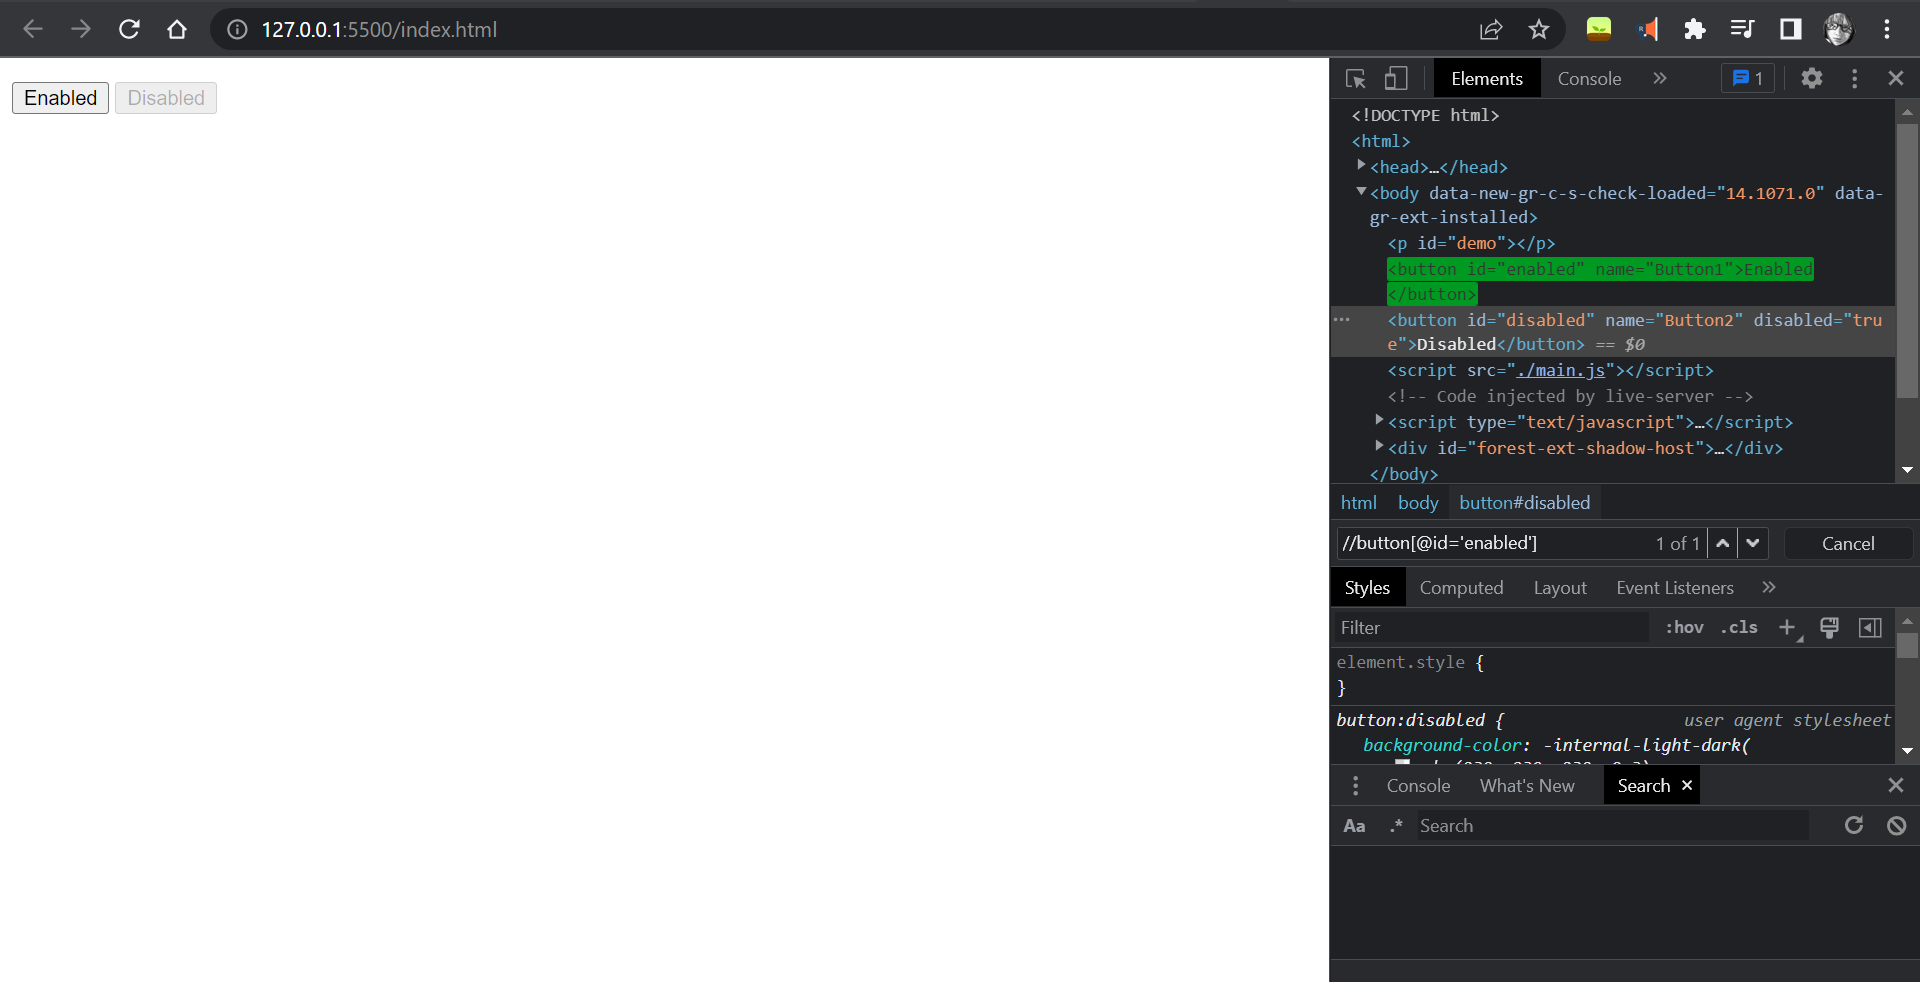 127.0.0.1:5500/index.html
Enabled Disabled
Elements Console 1
<!DOCTYPE html>
<html>
<head>…</head>
<body data-new-gr-c-s-check-loaded="14.1071.0" data-
gr-ext-installed>
<p id="demo"></p>
<button id="enabled" name="Button1">Enabled
</button>
<button id="disabled" name="Button2" disabled="tru
e">Disabled</button> == $0
<script src="./main.js"></script>
<!-- Code injected by live-server -->
<script type="text/javascript">…</script>
<div id="forest-ext-shadow-host">…</div>
</body>
html body button#disabled
//button[@id='enabled'] 1 of 1 Cancel
Styles Computed Layout Event Listeners
Filter :hov .cls
element.style {
}
button:disabled { user agent stylesheet
background-color: -internal-light-dark(
Console What's New Search
Aa .* Search